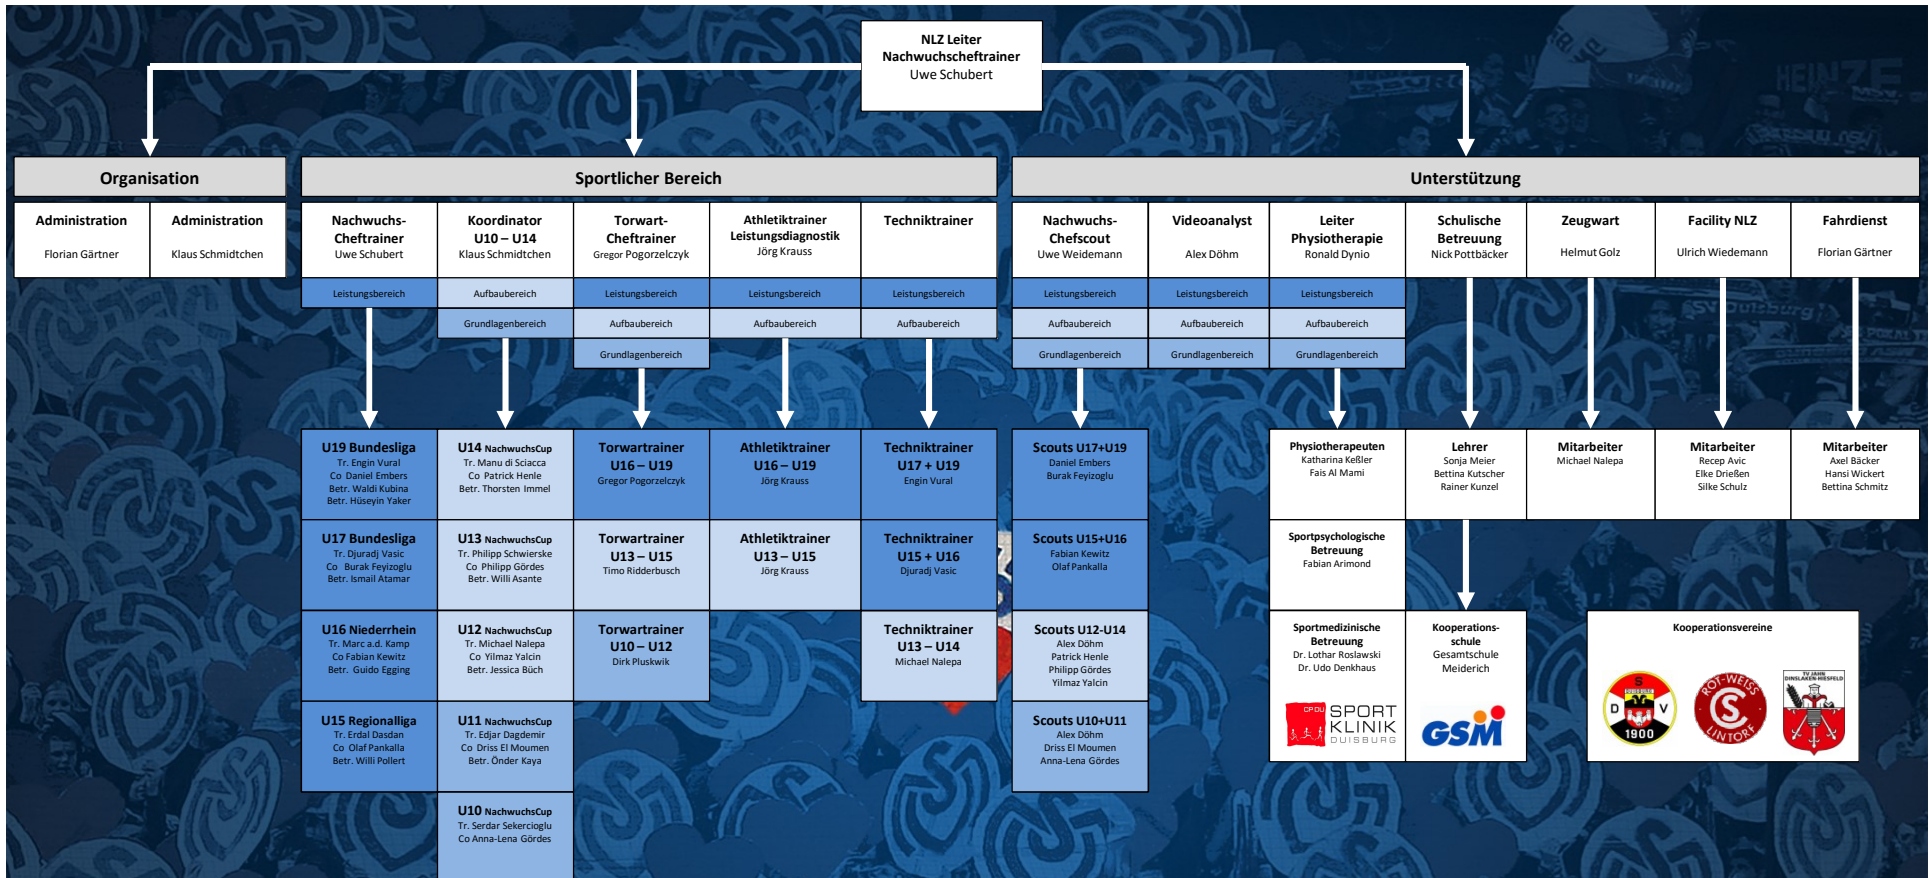 NLZ Leiter
Nachwuchscheftrainer
Uwe Schubert
HEINZE
MSV
SV Duisburg
Organisation
Administration
Florian Gärtner
Administration
Klaus Schmidtchen
Sportlicher Bereich
Nachwuchs-
Cheftrainer
Uwe Schubert
Leistungsbereich
Koordinator
U10 – U14
Klaus Schmidtchen
Aufbaubereich
Grundlagenbereich
Torwart-
Cheftrainer
Gregor Pogorzelczyk
Leistungsbereich
Aufbaubereich
Grundlagenbereich
Athletiktrainer
Leistungsdiagnostik
Jörg Krauss
Leistungsbereich
Aufbaubereich
Techniktrainer
Leistungsbereich
Aufbaubereich
U19 Bundesliga
Tr. Engin Vural
Co Daniel Embers
Betr. Waldi Kubina
Betr. Hüseyin Yaker
U17 Bundesliga
Tr. Djuradj Vasic
Co Burak Feyizoglu
Betr. Ismail Atamar
U16 Niederrhein
Tr. Marc a.d. Kamp
Co Fabian Kewitz
Betr. Guido Egging
U15 Regionalliga
Tr. Erdal Dasdan
Co Olaf Pankalla
Betr. Willi Pollert
U14 NachwuchsCup
Tr. Manu di Sciacca
Co Patrick Henle
Betr. Thorsten Immel
U13 NachwuchsCup
Tr. Philipp Schwierske
Co Philipp Gördes
Betr. Willi Asante
U12 NachwuchsCup
Tr. Michael Nalepa
Co Yilmaz Yalcin
Betr. Jessica Büch
U11 NachwuchsCup
Tr. Edjar Dagdemir
Co Driss El Moumen
Betr. Önder Kaya
U10 NachwuchsCup
Tr. Serdar Sekercioglu
Co Anna-Lena Gördes
Torwartrainer
U16 – U19
Gregor Pogorzelczyk
Torwartrainer
U13 – U15
Timo Ridderbusch
Torwartrainer
U10 – U12
Dirk Pluskwik
Athletiktrainer
U16 – U19
Jörg Krauss
Athletiktrainer
U13 – U15
Jörg Krauss
Techniktrainer
U17 + U19
Engin Vural
Techniktrainer
U15 + U16
Djuradj Vasic
Techniktrainer
U13 – U14
Michael Nalepa
Unterstützung
Nachwuchs-
Chefscout
Uwe Weidemann
Leistungsbereich
Aufbaubereich
Grundlagenbereich
Videoanalyst
Alex Döhm
Leistungsbereich
Aufbaubereich
Grundlagenbereich
Leiter
Physiotherapie
Ronald Dynio
Leistungsbereich
Aufbaubereich
Grundlagenbereich
Schulische
Betreuung
Nick Pottbäcker
Zeugwart
Helmut Golz
Facility NLZ
Ulrich Wiedemann
Fahrdienst
Florian Gärtner
Scouts U17+U19
Daniel Embers
Burak Feyizoglu
Scouts U15+U16
Fabian Kewitz
Olaf Pankalla
Scouts U12-U14
Alex Döhm
Patrick Henle
Philipp Gördes
Yilmaz Yalcin
Scouts U10+U11
Alex Döhm
Driss El Moumen
Anna-Lena Gördes
Physiotherapeuten
Katharina Keßler
Fais Al Mami
Sportpsychologische
Betreuung
Fabian Arimond
Sportmedizinische
Betreuung
Dr. Lothar Roslawski
Dr. Udo Denkhaus
CPDU
SPORT
KLINIK
DUISBURG
Lehrer
Sonja Meier
Bettina Kutscher
Rainer Kunzel
Kooperations-
schule
Gesamtschule
Meiderich
GSM
Mitarbeiter
Michael Nalepa
Mitarbeiter
Recep Avic
Elke Drießen
Silke Schulz
Mitarbeiter
Axel Bäcker
Hansi Wickert
Bettina Schmitz
Kooperationsvereine
S
D V
1900
ROT-WEISS
CS
LINTORF
TV JAHN
DINSLAKEN-HIESFELD